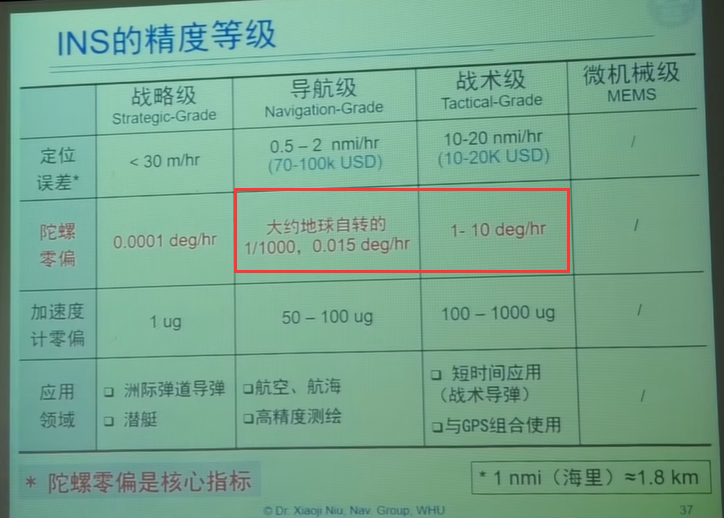 INS的精度等级
战略级
Strategic-Grade
导航级
Navigation-Grade
战术级
Tactical-Grade
微机械级
MEMS
定位
误差*
< 30 m/hr
0.5 – 2 nmi/hr
(70-100k USD)
10-20 nmi/hr
(10-20K USD)
/
陀螺
零偏
0.0001 deg/hr
大约地球自转的
1/1000，0.015 deg/hr
1- 10 deg/hr
/
加速度
计零偏
1 ug
50 – 100 ug
100 – 1000 ug
/
应用
领域
❑ 洲际弹道导弹
❑ 潜艇
❑航空、航海
❑高精度测绘
❑ 短时间应用
（战术导弹）
❑与GPS组合使用
/
* 陀螺零偏是核心指标
* 1 nmi（海里）≈1.8 km
© Dr. Xiaoji Niu, Nav. Group, WHU
37